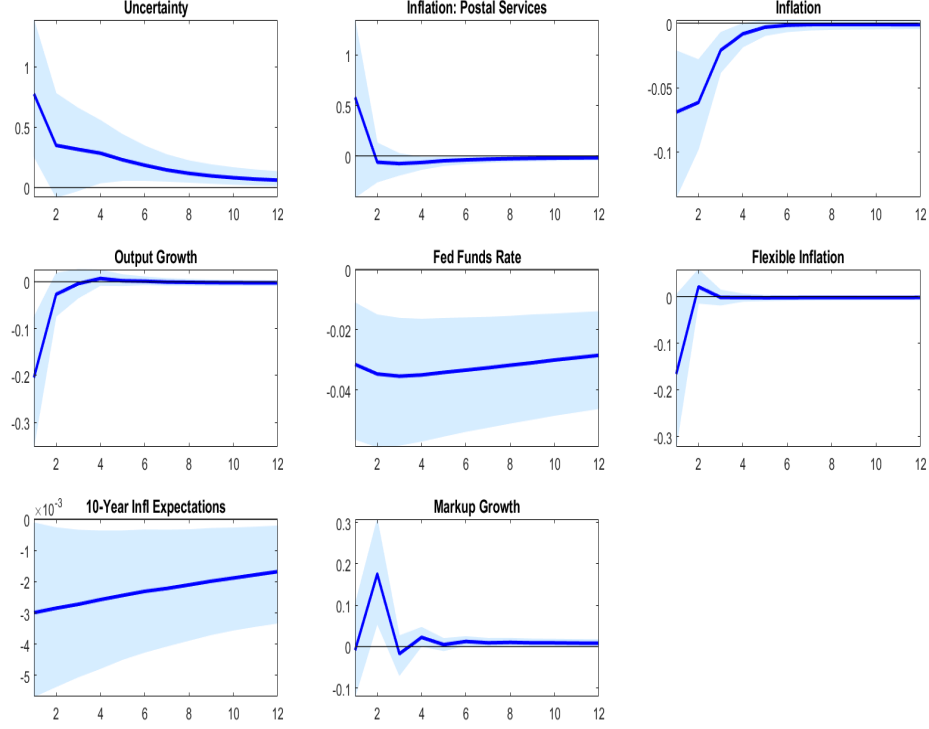 Uncertainty
1
0.5
0
2 4 6 8 10 12
Inflation: Postal Services
1
0.5
0
2 4 6 8 10 12
Inflation
0
-0.05
-0.1
2 4 6 8 10 12
Output Growth
0
-0.1
-0.2
-0.3
2 4 6 8 10 12
Fed Funds Rate
0
-0.02
-0.04
2 4 6 8 10 12
Flexible Inflation
0
-0.1
-0.2
-0.3
2 4 6 8 10 12
10-Year Infl Expectations
×10⁻³
0
-1
-2
-3
-4
-5
2 4 6 8 10 12
Markup Growth
0.3
0.2
0.1
0
-0.1
2 4 6 8 10 12